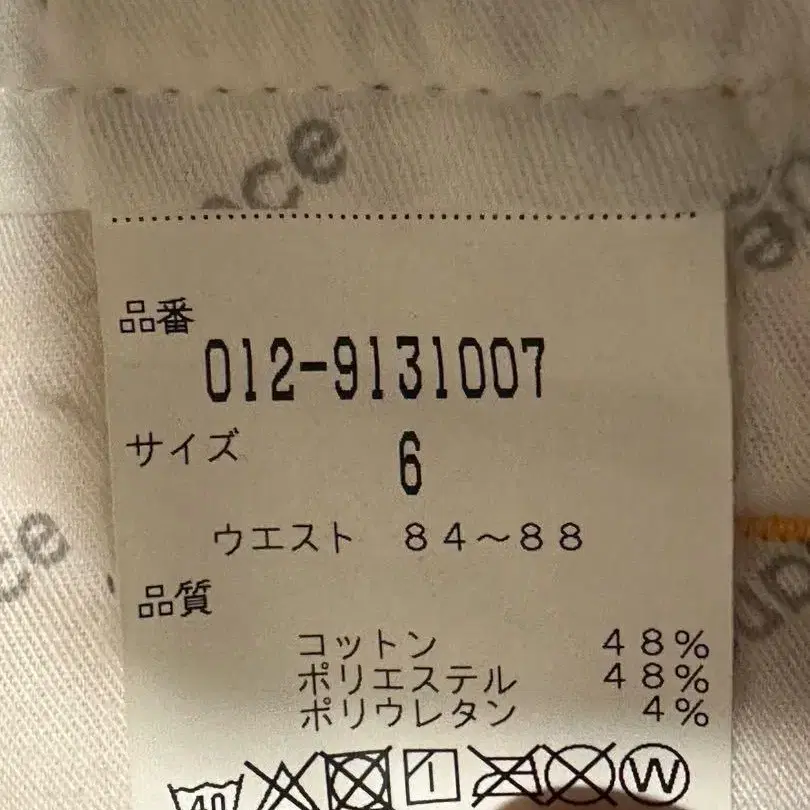 品番
012-9131007
サイズ 6
ウエスト 84〜88
品質
コットン 48%
ポリエステル 48%
ポリウレタン 4%
40 W